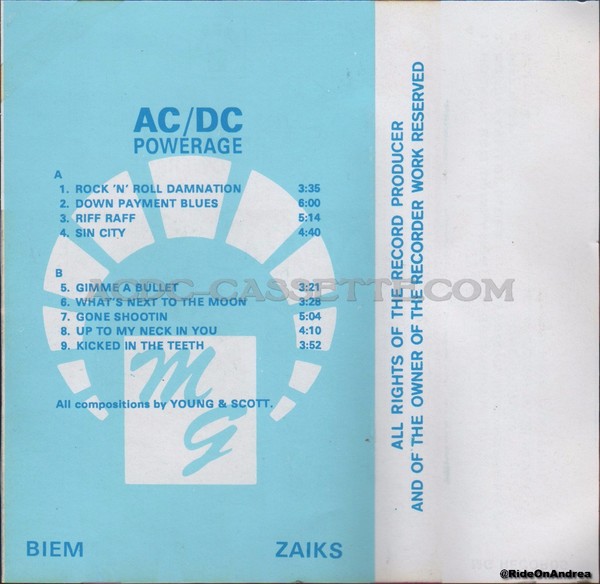 AC/DC
POWERAGE
A
1. ROCK 'N' ROLL DAMNATION 3:35
2. DOWN PAYMENT BLUES 6:00
3. RIFF RAFF 5:14
4. SIN CITY 4:40
B
5. GIMME A BULLET 3:21
6. WHAT'S NEXT TO THE MOON 3:28
7. GONE SHOOTIN 5:04
8. UP TO MY NECK IN YOU 4:10
9. KICKED IN THE TEETH 3:52
ACDC-CASSETTE.COM
MG
All compositions by YOUNG & SCOTT.
BIEM ZAIKS
ALL RIGHTS OF THE RECORD PRODUCER
AND OF THE OWNER OF THE RECORDER WORK RESERVED
@RideOnAndrea